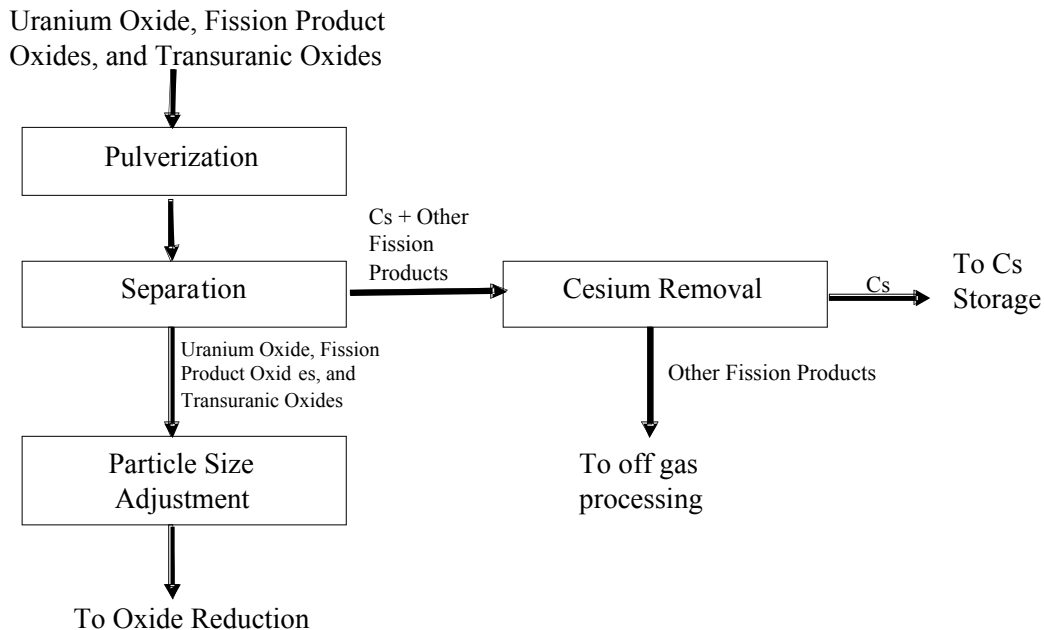 Uranium Oxide, Fission Product
Oxides, and Transuranic Oxides
Pulverization
Cs + Other
Fission
Products
Separation
Cesium Removal
Cs
To Cs
Storage
Uranium Oxide, Fission
Product Oxid es, and
Transuranic Oxides
Other Fission Products
Particle Size
Adjustment
To off gas
processing
To Oxide Reduction